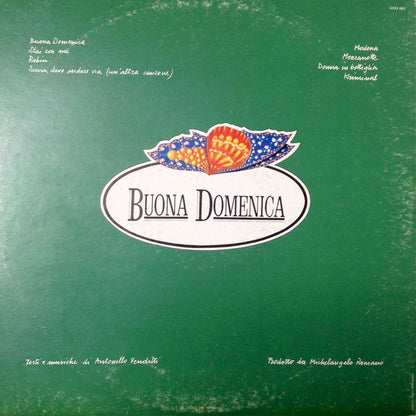 Buona Domenica
Stai con me
Robin
Scusa, devo andare via (un'altra canzone)
Modena
Mezzanotte
Donna in bottiglia
Kriminal
BUONA DOMENICA
Testi e musiche di Antonello Venditti
Prodotto da Michelangelo Romano